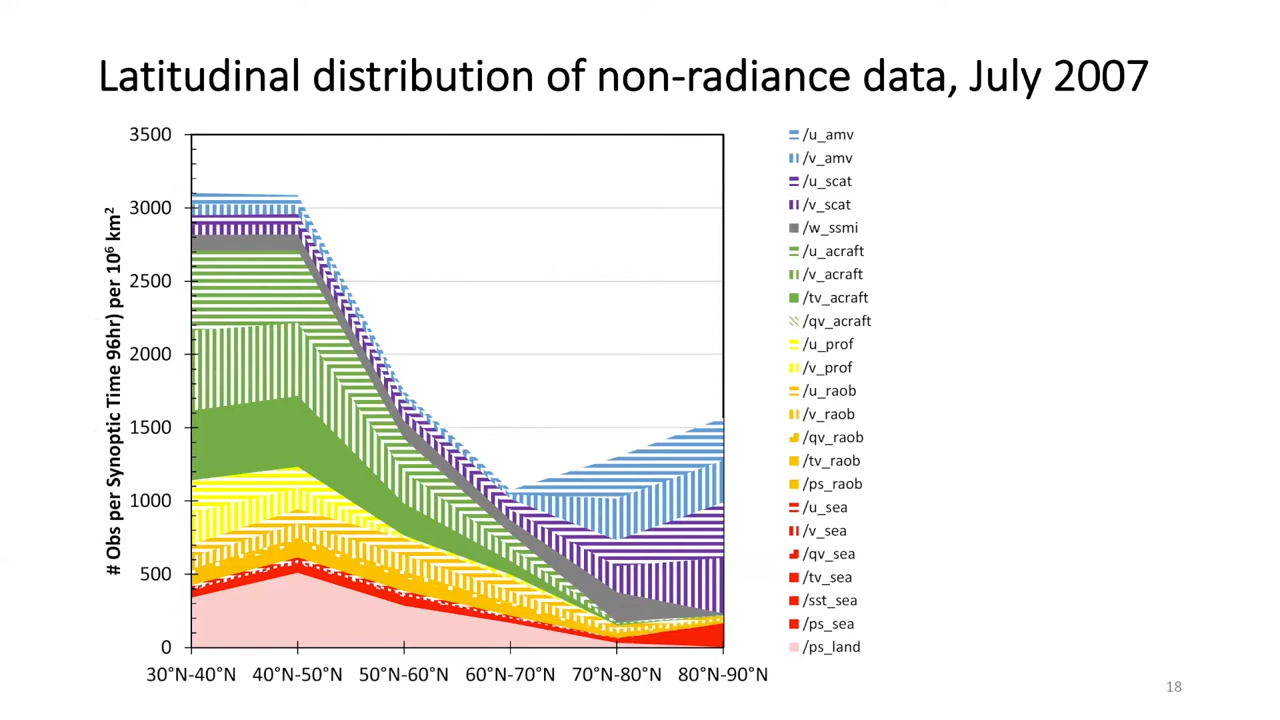 Latitudinal distribution of non-radiance data, July 2007
# Obs per Synoptic Time 96hr) per 10⁶ km²
3500
3000
2500
2000
1500
1000
500
0
30°N-40°N 40°N-50°N 50°N-60°N 60°N-70°N 70°N-80°N 80°N-90°N
/u_amv
/v_amv
/u_scat
/v_scat
/w_ssmi
/u_acraft
/v_acraft
/tv_acraft
/qv_acraft
/u_prof
/v_prof
/u_raob
/v_raob
/qv_raob
/tv_raob
/ps_raob
/u_sea
/v_sea
/qv_sea
/tv_sea
/sst_sea
/ps_sea
/ps_land
18